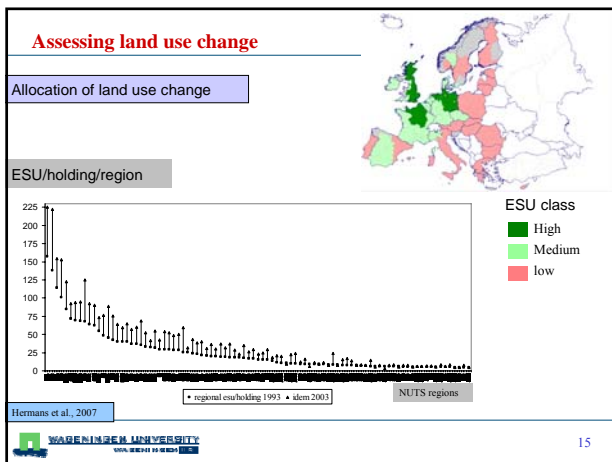 Assessing land use change
Allocation of land use change
ESU/holding/region
ESU class
High
Medium
low
225
200
175
150
125
100
75
50
25
0
NUTS regions
• regional esu/holding 1993 ▲ idem 2003
Hermans et al., 2007
WAGENINGEN UNIVERSITY
WAGENINGEN
15